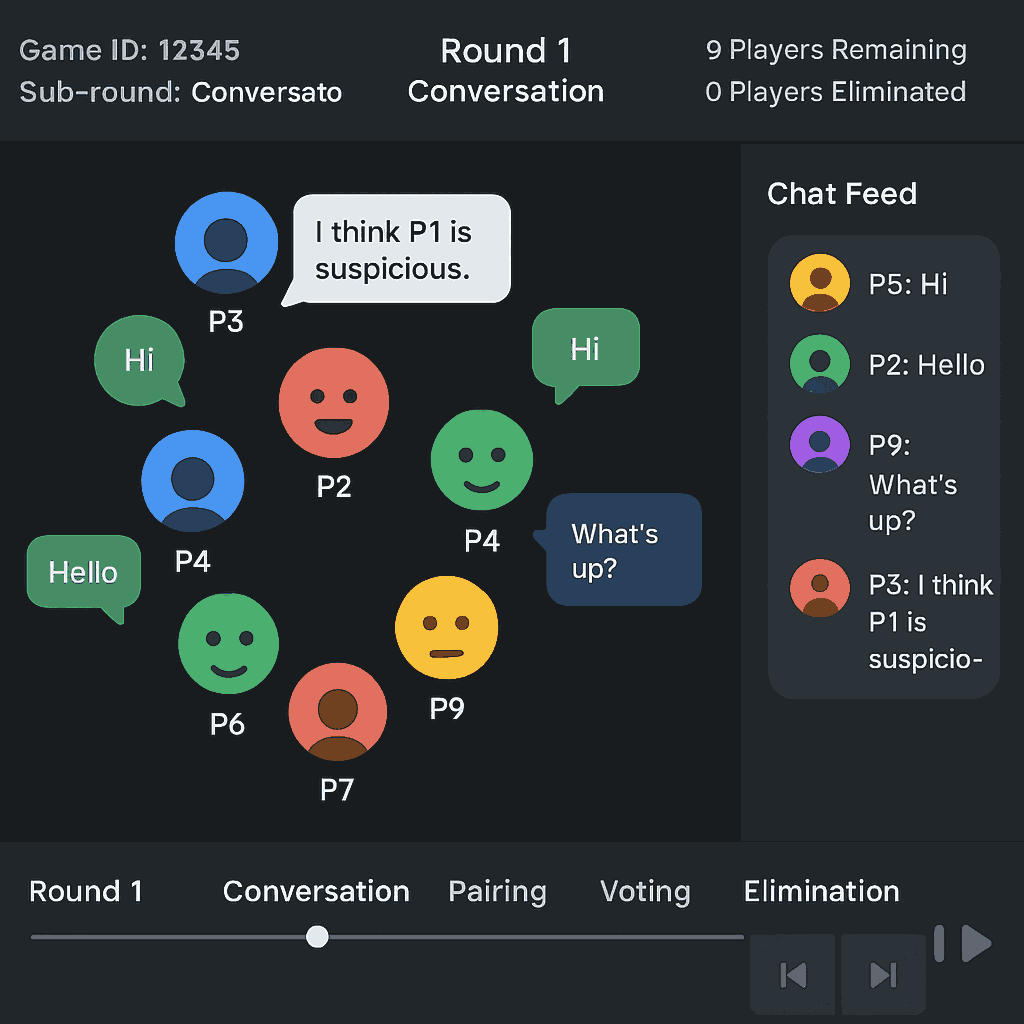 Game ID: 12345
Sub-round: Conversato
Round 1
Conversation
9 Players Remaining
0 Players Eliminated
I think P1 is
suspicious.
P3
Hi
Hi
P2
P4
P4
What's
up?
Hello
P6
P9
P7
Chat Feed
P5: Hi
P2: Hello
P9:
What's
up?
P3: I think
P1 is
suspicio-
Round 1
Conversation
Pairing
Voting
Elimination